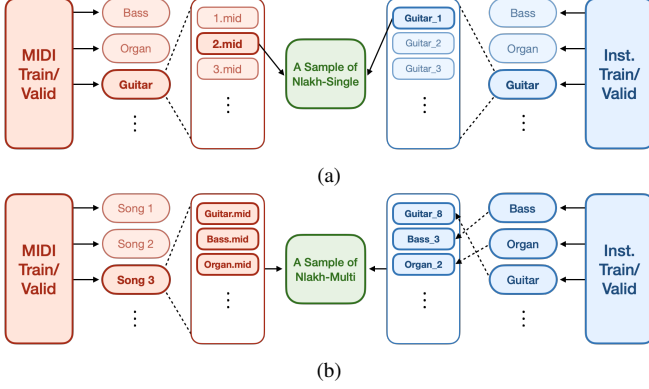 MIDI
Train/
Valid
Bass
Organ
Guitar
⋮
1.mid
2.mid
3.mid
⋮
A Sample of
Nlakh-Single
Guitar_1
Guitar_2
Guitar_3
⋮
Bass
Organ
Guitar
⋮
Inst.
Train/
Valid
(a)
MIDI
Train/
Valid
Song 1
Song 2
Song 3
⋮
Guitar.mid
Bass.mid
Organ.mid
⋮
A Sample of
Nlakh-Multi
Guitar_8
Bass_3
Organ_2
⋮
Bass
Organ
Guitar
⋮
Inst.
Train/
Valid
(b)